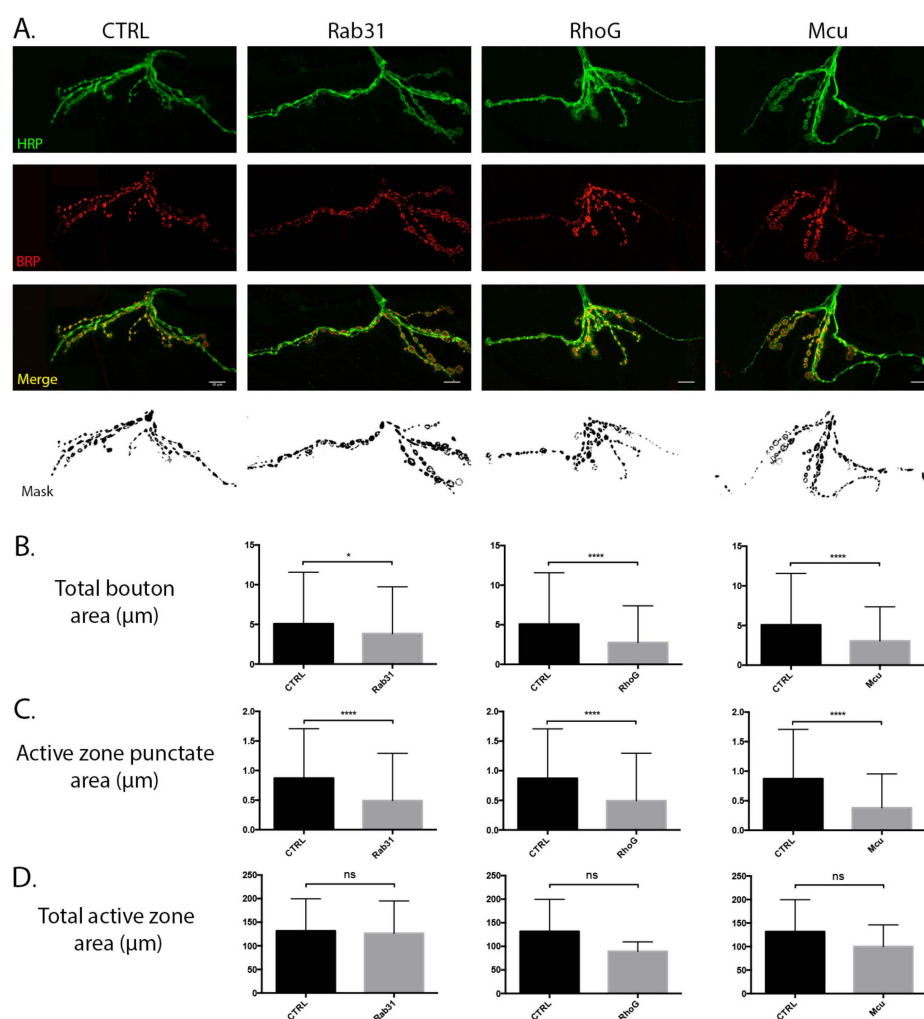 A.
CTRL Rab31 RhoG Mcu
HRP
BRP
Merge
10 µm
Mask
B.
Total bouton
area (µm)
15
10
5
0
*
CTRL
Rab31
15
10
5
0
****
CTRL
RhoG
15
10
5
0
****
CTRL
Mcu
C.
Active zone punctate
area (µm)
2.0
1.5
1.0
0.5
0.0
****
CTRL
Rab31
2.0
1.5
1.0
0.5
0.0
****
CTRL
RhoG
2.0
1.5
1.0
0.5
0.0
****
CTRL
Mcu
D.
Total active zone
area (µm)
250
200
150
100
50
0
ns
CTRL
Rab31
250
200
150
100
50
0
ns
CTRL
RhoG
250
200
150
100
50
0
ns
CTRL
Mcu